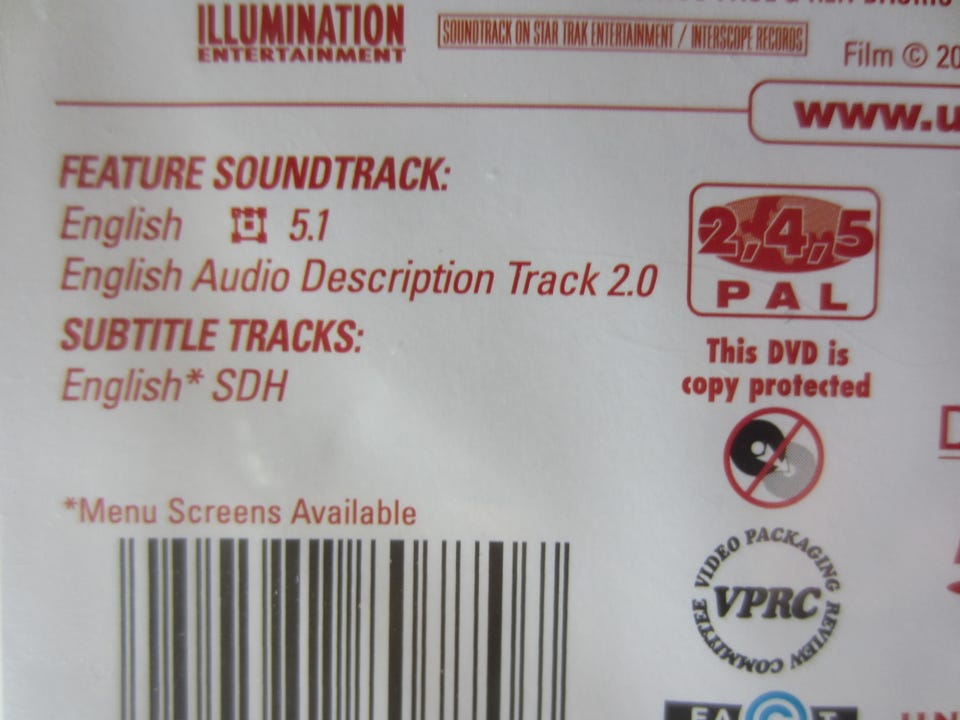 ILLUMINATION
ENTERTAINMENT
SOUNDTRACK ON STAR TRAK ENTERTAINMENT / INTERSCOPE RECORDS
Film © 20
www.u
FEATURE SOUNDTRACK:
English 5.1
English Audio Description Track 2.0
SUBTITLE TRACKS:
English* SDH
*Menu Screens Available
2,4,5
PAL
This DVD is
copy protected
VIDEO PACKAGING REVIEW COMMITTEE
VPRC